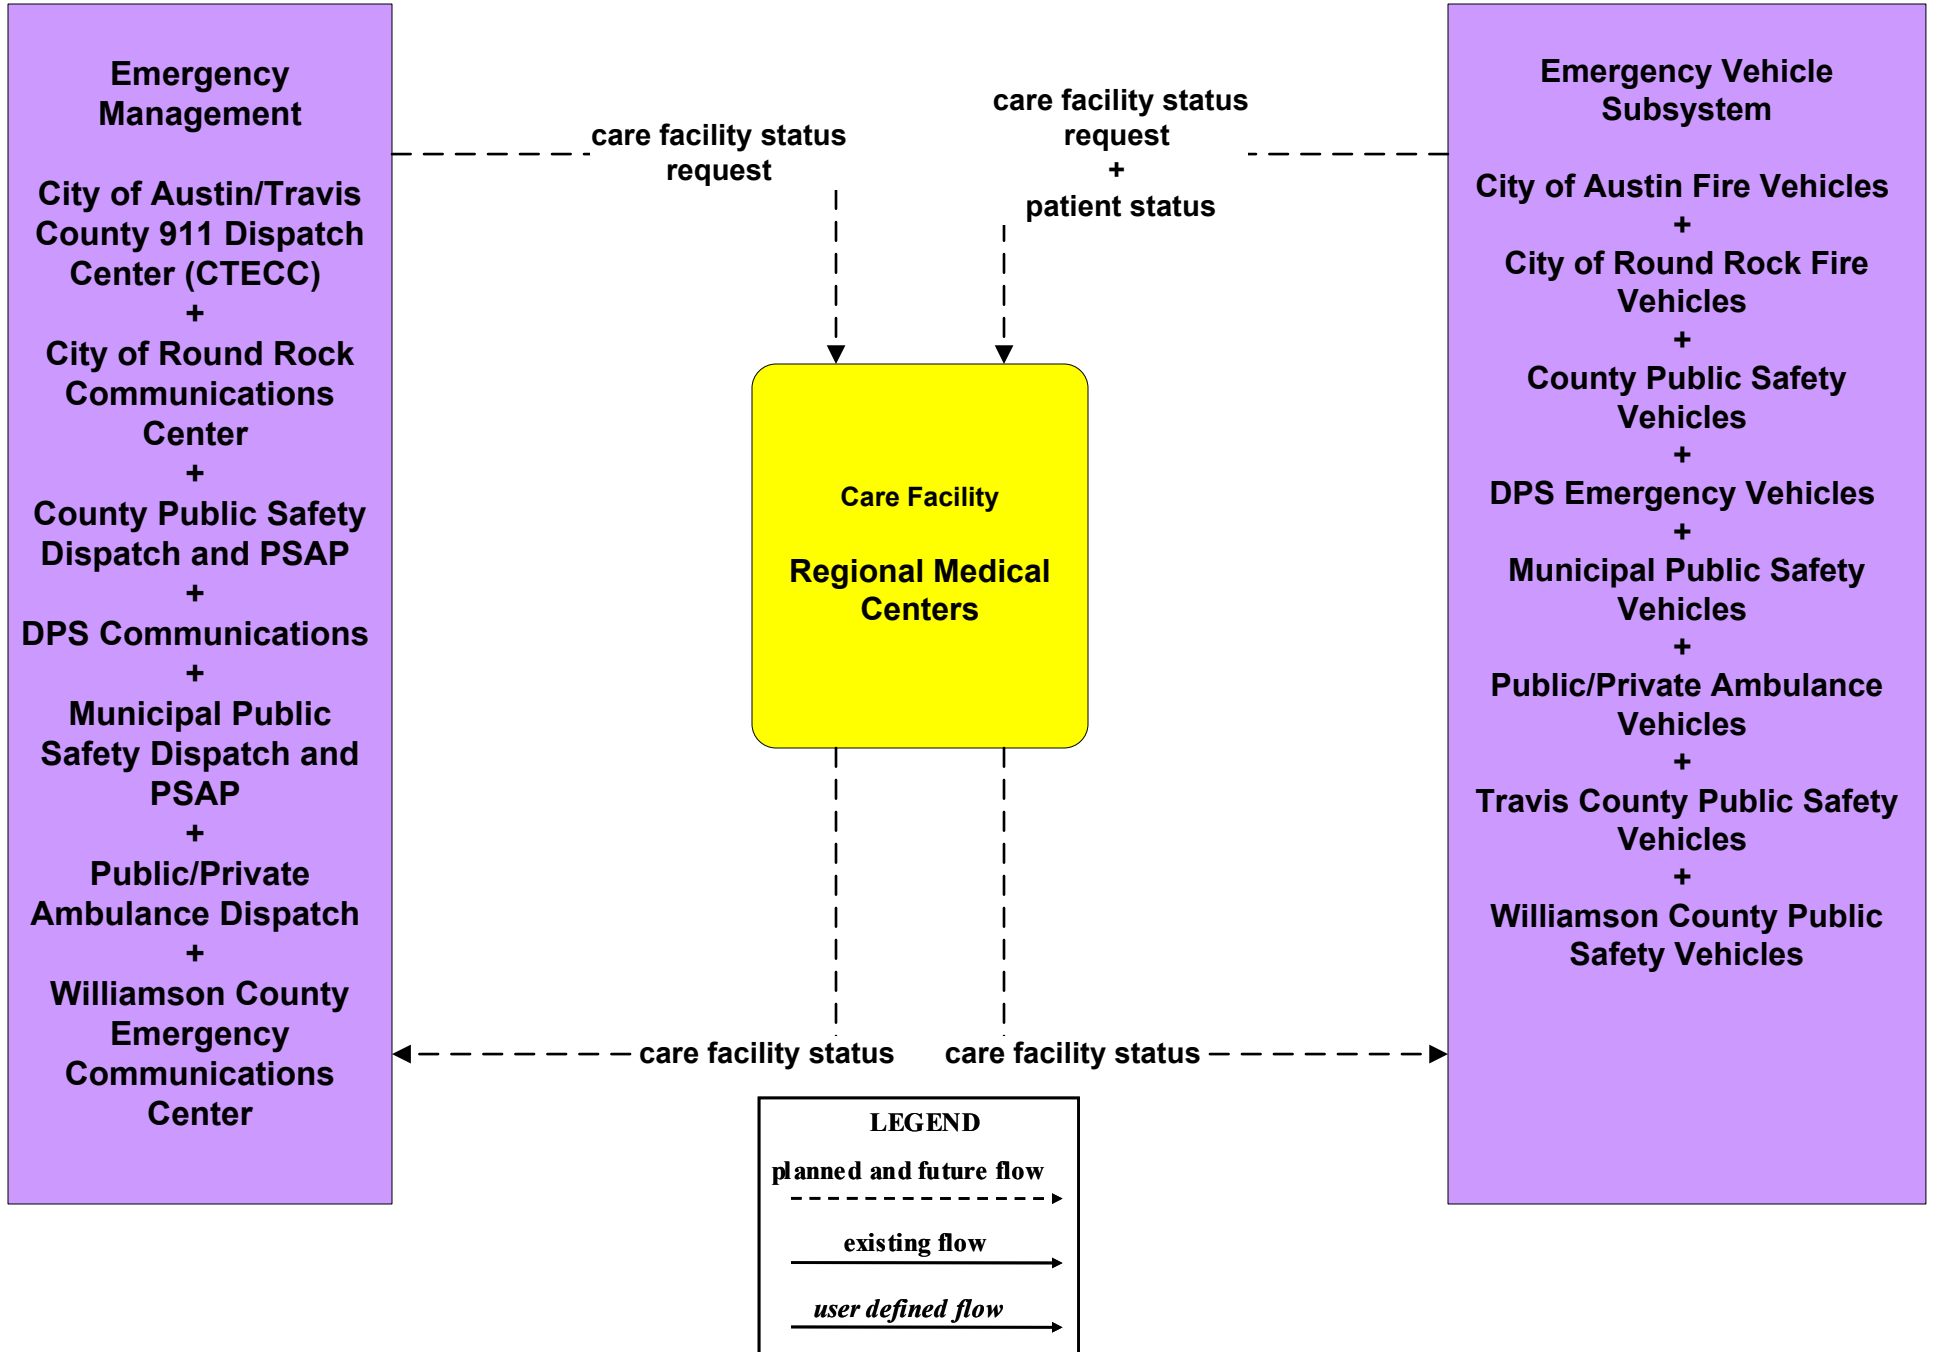 Emergency
Management
City of Austin/Travis
County 911 Dispatch
Center (CTECC)
+
City of Round Rock
Communications
Center
+
County Public Safety
Dispatch and PSAP
+
DPS Communications
+
Municipal Public
Safety Dispatch and
PSAP
+
Public/Private
Ambulance Dispatch
+
Williamson County
Emergency
Communications
Center
care facility status
request
care facility status
request
+
patient status
Care Facility
Regional Medical
Centers
care facility status
care facility status
Emergency Vehicle
Subsystem
City of Austin Fire Vehicles
+
City of Round Rock Fire
Vehicles
+
County Public Safety
Vehicles
+
DPS Emergency Vehicles
+
Municipal Public Safety
Vehicles
+
Public/Private Ambulance
Vehicles
+
Travis County Public Safety
Vehicles
+
Williamson County Public
Safety Vehicles
LEGEND
planned and future flow
existing flow
user defined flow